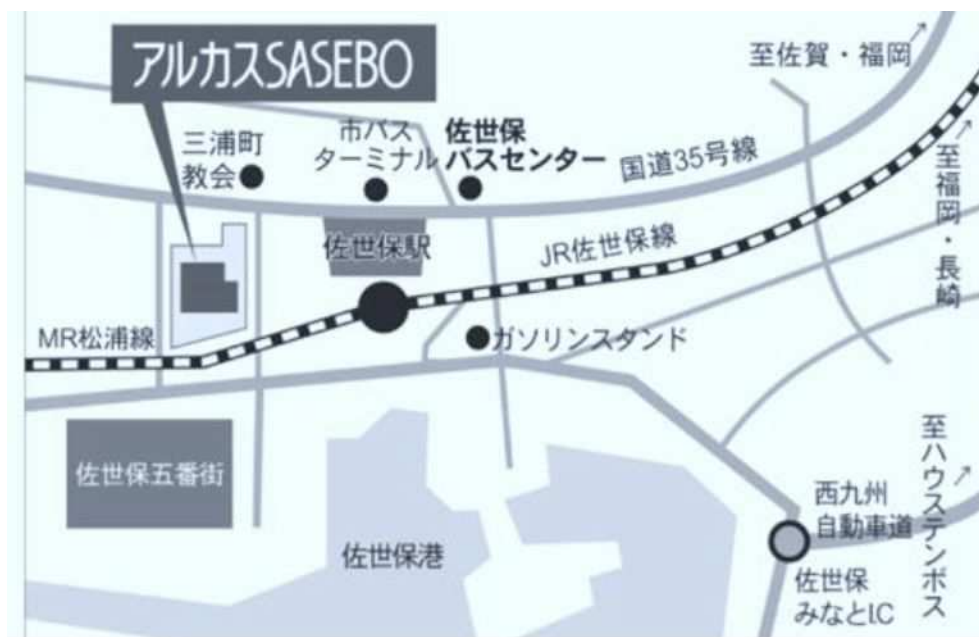 アルカスSASEBO
至佐賀・福岡
三浦町
教会
市バス
ターミナル
佐世保
バスセンター
国道35号線
至福岡・長崎
佐世保駅
JR佐世保線
MR松浦線
ガソリンスタンド
佐世保五番街
佐世保港
西九州
自動車道
至ハウステンボス
佐世保
みなとI.C